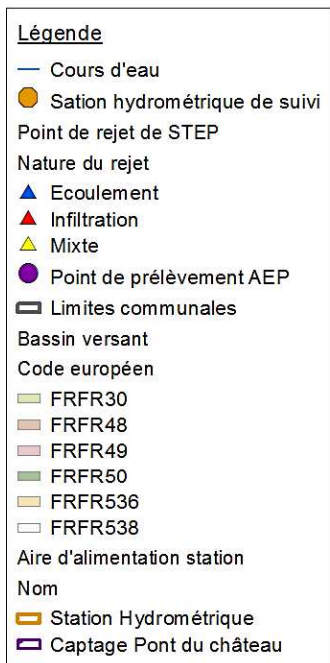 Légende
Cours d'eau
Sation hydrométrique de suivi
Point de rejet de STEP
Nature du rejet
Ecoulement
Infiltration
Mixte
Point de prélèvement AEP
Limites communales
Bassin versant
Code européen
FRFR30
FRFR48
FRFR49
FRFR50
FRFR536
FRFR538
Aire d'alimentation station
Nom
Station Hydrométrique
Captage Pont du château